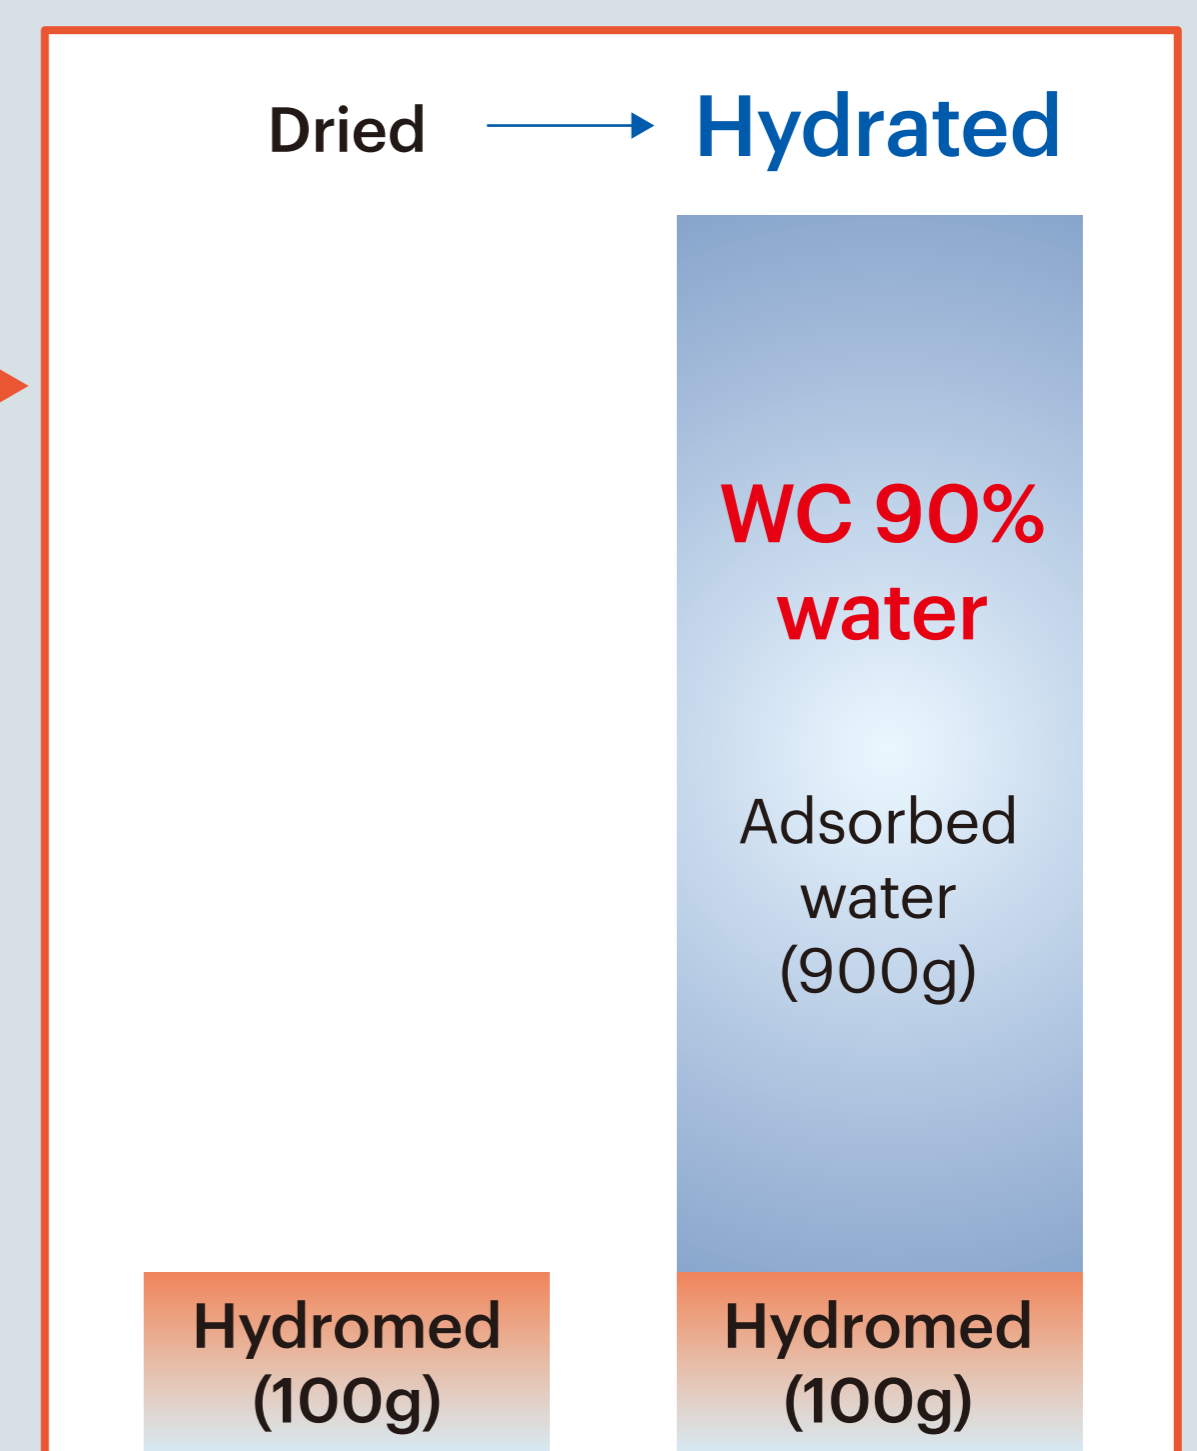 Dried
Hydrated
WC 90%
water
Adsorbed
water
(900g)
Hydromed
(100g)
Hydromed
(100g)